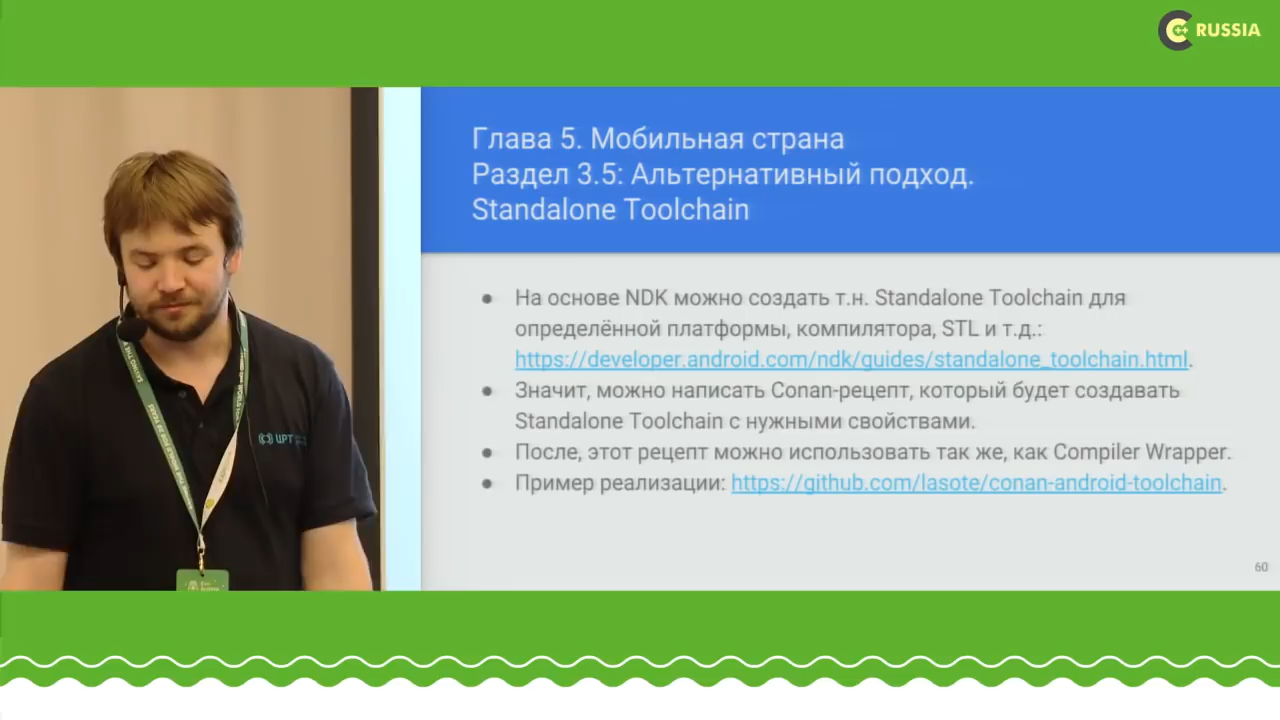 C++ RUSSIA
Глава 5. Мобильная страна
Раздел 3.5: Альтернативный подход.
Standalone Toolchain
● На основе NDK можно создать т.н. Standalone Toolchain для
определённой платформы, компилятора, STL и т.д.:
https://developer.android.com/ndk/guides/standalone_toolchain.html.
● Значит, можно написать Conan-рецепт, который будет создавать
Standalone Toolchain с нужными свойствами.
● После, этот рецепт можно использовать так же, как Compiler Wrapper.
● Пример реализации: https://github.com/lasote/conan-android-toolchain.
60
ЦРТ